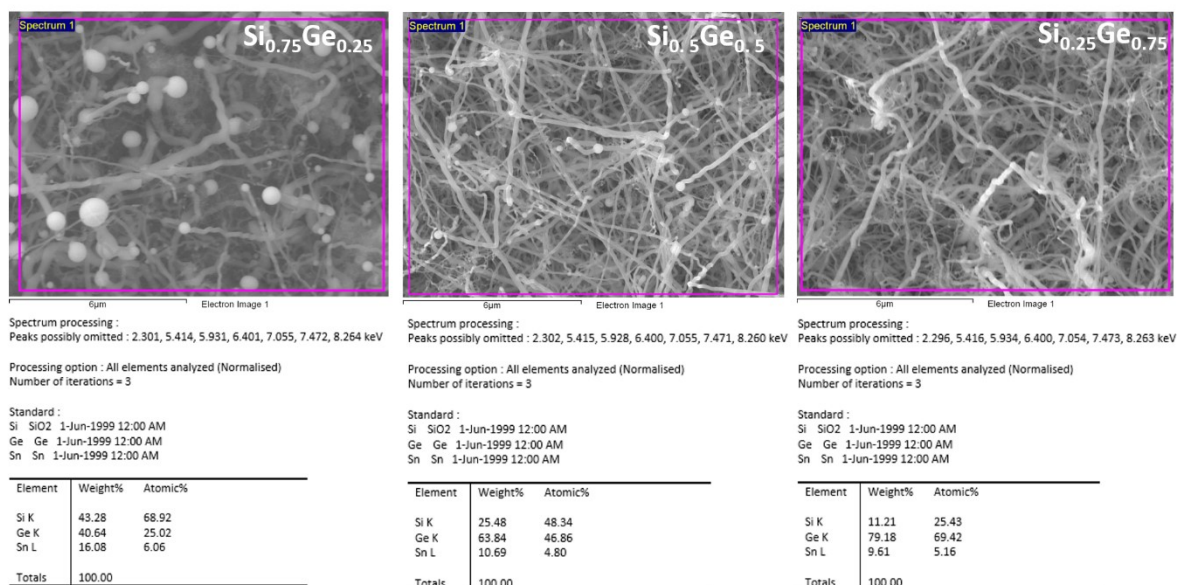 Spectrum 1
Si0.75Ge0.25
6µm
Electron Image 1
Spectrum processing :
Peaks possibly omitted : 2.301, 5.414, 5.931, 6.401, 7.055, 7.472, 8.264 keV
Processing option : All elements analyzed (Normalised)
Number of iterations = 3
Standard :
Si SiO2 1-Jun-1999 12:00 AM
Ge Ge 1-Jun-1999 12:00 AM
Sn Sn 1-Jun-1999 12:00 AM
Element Weight% Atomic%
Si K 43.28 68.92
Ge K 40.64 25.02
Sn L 16.08 6.06
Totals 100.00
Spectrum 1
Si0. 5Ge0. 5
6µm
Electron Image 1
Spectrum processing :
Peaks possibly omitted : 2.302, 5.415, 5.928, 6.400, 7.055, 7.471, 8.260 keV
Processing option : All elements analyzed (Normalised)
Number of iterations = 3
Standard :
Si SiO2 1-Jun-1999 12:00 AM
Ge Ge 1-Jun-1999 12:00 AM
Sn Sn 1-Jun-1999 12:00 AM
Element Weight% Atomic%
Si K 25.48 48.34
Ge K 63.84 46.86
Sn L 10.69 4.80
Totals 100.00
Spectrum 1
Si0.25Ge0.75
6µm
Electron Image 1
Spectrum processing :
Peaks possibly omitted : 2.296, 5.416, 5.934, 6.400, 7.054, 7.473, 8.263 keV
Processing option : All elements analyzed (Normalised)
Number of iterations = 3
Standard :
Si SiO2 1-Jun-1999 12:00 AM
Ge Ge 1-Jun-1999 12:00 AM
Sn Sn 1-Jun-1999 12:00 AM
Element Weight% Atomic%
Si K 11.21 25.43
Ge K 79.18 69.42
Sn L 9.61 5.16
Totals 100.00